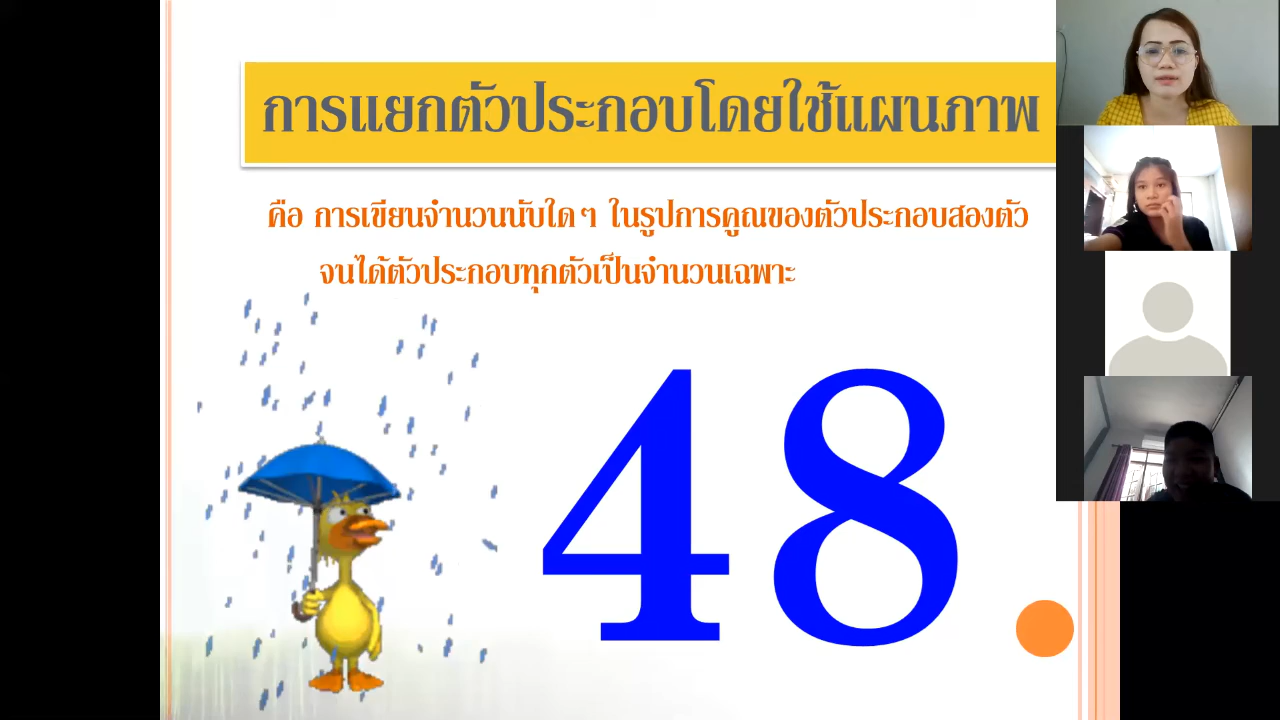 การแยกตัวประกอบโดยใช้แผนภาพ
คือ การเขียนจำนวนนับใดๆ ในรูปการคูณของตัวประกอบสองตัว
จนได้ตัวประกอบทุกตัวเป็นจำนวนเฉพาะ
48